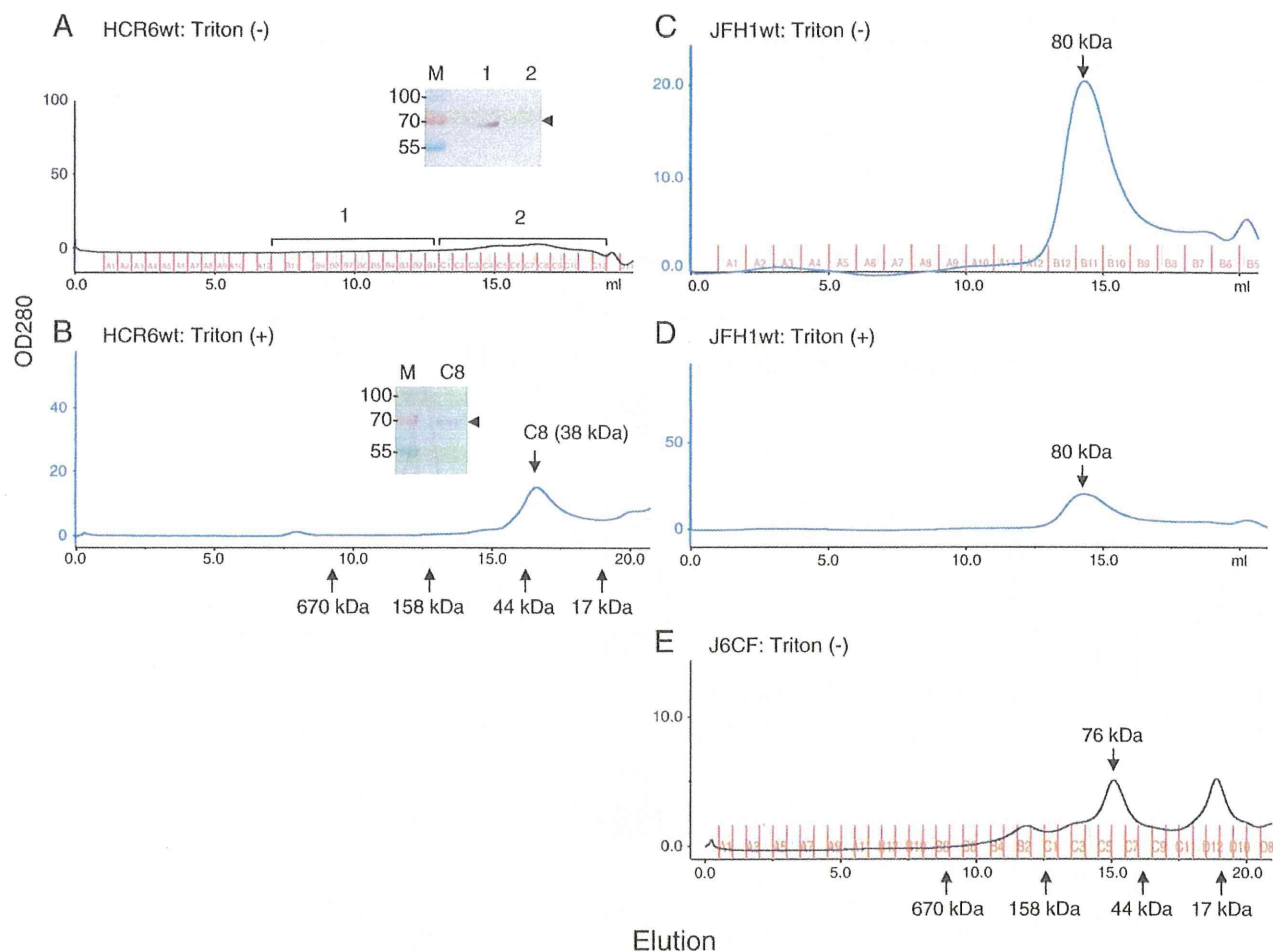 A HCR6wt: Triton (-)
M 1 2
100-
70-
55-
100
50
0
1 2
0.0 5.0 10.0 15.0 ml
OD280
B HCR6wt: Triton (+)
M C8
100-
70-
55-
C8 (38 kDa)
40
20
0
0.0 5.0 10.0 15.0 20.0
670 kDa 158 kDa 44 kDa 17 kDa
C JFH1wt: Triton (-)
80 kDa
20.0
10.0
0.0
A1 A2 A3 A4 A5 A6 A7 A8 A9 A10 A11 A12 B12 B11 B10 B9 B8 B7 B6 B5
0.0 5.0 10.0 15.0 ml
D JFH1wt: Triton (+)
80 kDa
50
0
0.0 5.0 10.0 15.0 ml
E J6CF: Triton (-)
76 kDa
10.0
0.0
0.0 5.0 10.0 15.0 20.0
670 kDa 158 kDa 44 kDa 17 kDa
Elution